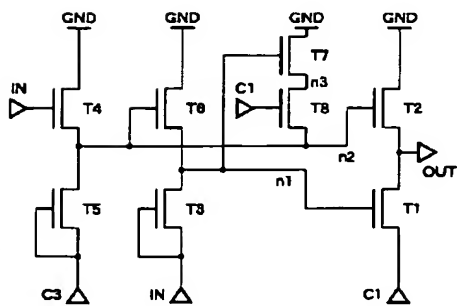 GND GND GND GND
T7
IN C1 n3
T4 T6 T8 T2
n2
OUT
n1
T5 T3 T1
C3 IN C1